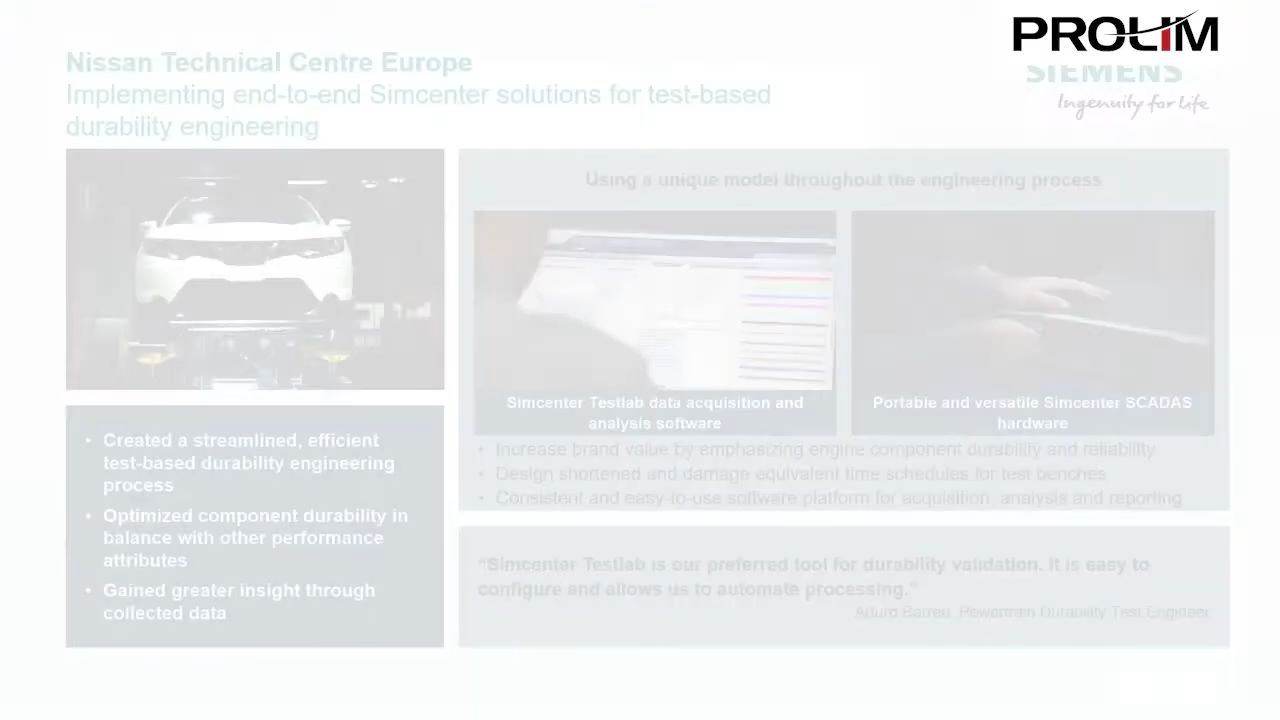 PROLIM
SIEMENS
Ingenuity for life
Nissan Technical Centre Europe
Implementing end-to-end Simcenter solutions for test-based
durability engineering
Using a unique model throughout the engineering process
Simcenter Testlab data acquisition and
analysis software
Portable and versatile Simcenter SCADAS
hardware
• Increase brand value by emphasizing engine component durability and reliability
• Design shortened and damage equivalent time schedules for test benches
• Consistent and easy-to-use software platform for acquisition, analysis and reporting
• Created a streamlined, efficient
test-based durability engineering
process
• Optimized component durability in
balance with other performance
attributes
• Gained greater insight through
collected data
“Simcenter Testlab is our preferred tool for durability validation. It is easy to
configure and allows us to automate processing.”
Powertrain Durability Test Engineer